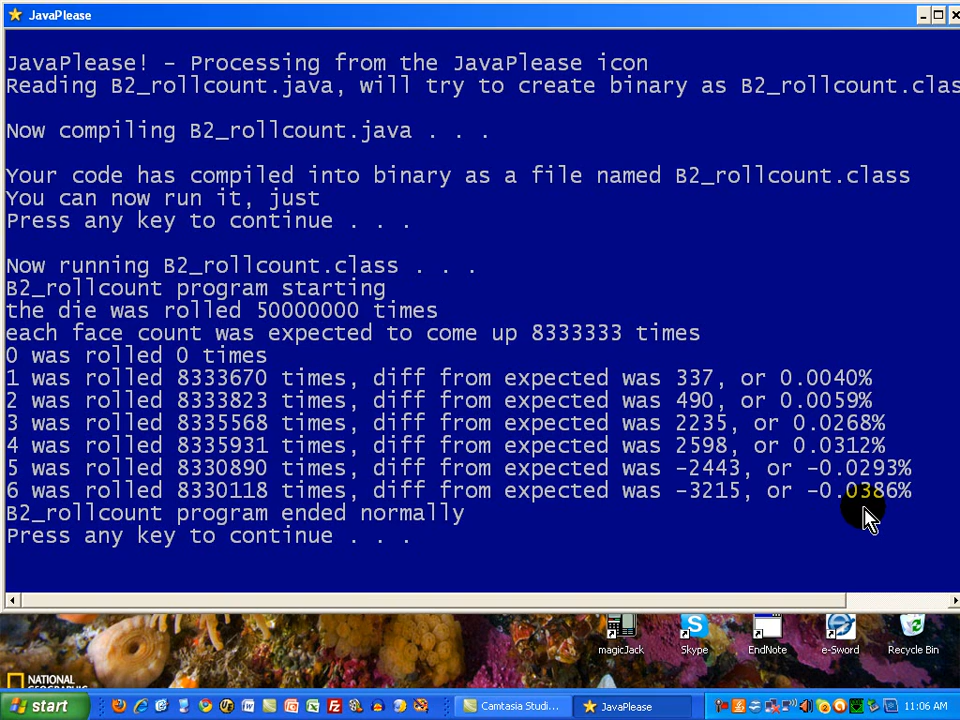 JavaPlease
JavaPlease! - Processing from the JavaPlease icon
Reading B2_rollcount.java, will try to create binary as B2_rollcount.clas
Now compiling B2_rollcount.java . . .
Your code has compiled into binary as a file named B2_rollcount.class
You can now run it, just
Press any key to continue . . .
Now running B2_rollcount.class . . .
B2_rollcount program starting
the die was rolled 50000000 times
each face count was expected to come up 8333333 times
0 was rolled 0 times
1 was rolled 8333670 times, diff from expected was 337, or 0.0040%
2 was rolled 8333823 times, diff from expected was 490, or 0.0059%
3 was rolled 8335568 times, diff from expected was 2235, or 0.0268%
4 was rolled 8335931 times, diff from expected was 2598, or 0.0312%
5 was rolled 8330890 times, diff from expected was -2443, or -0.0293%
6 was rolled 8330118 times, diff from expected was -3215, or -0.0386%
B2_rollcount program ended normally
Press any key to continue . . .
magicJack Skype EndNote e-Sword Recycle Bin
NATIONAL
GEOGRAPHIC
start Camtasia Studi... JavaPlease 11:06 AM